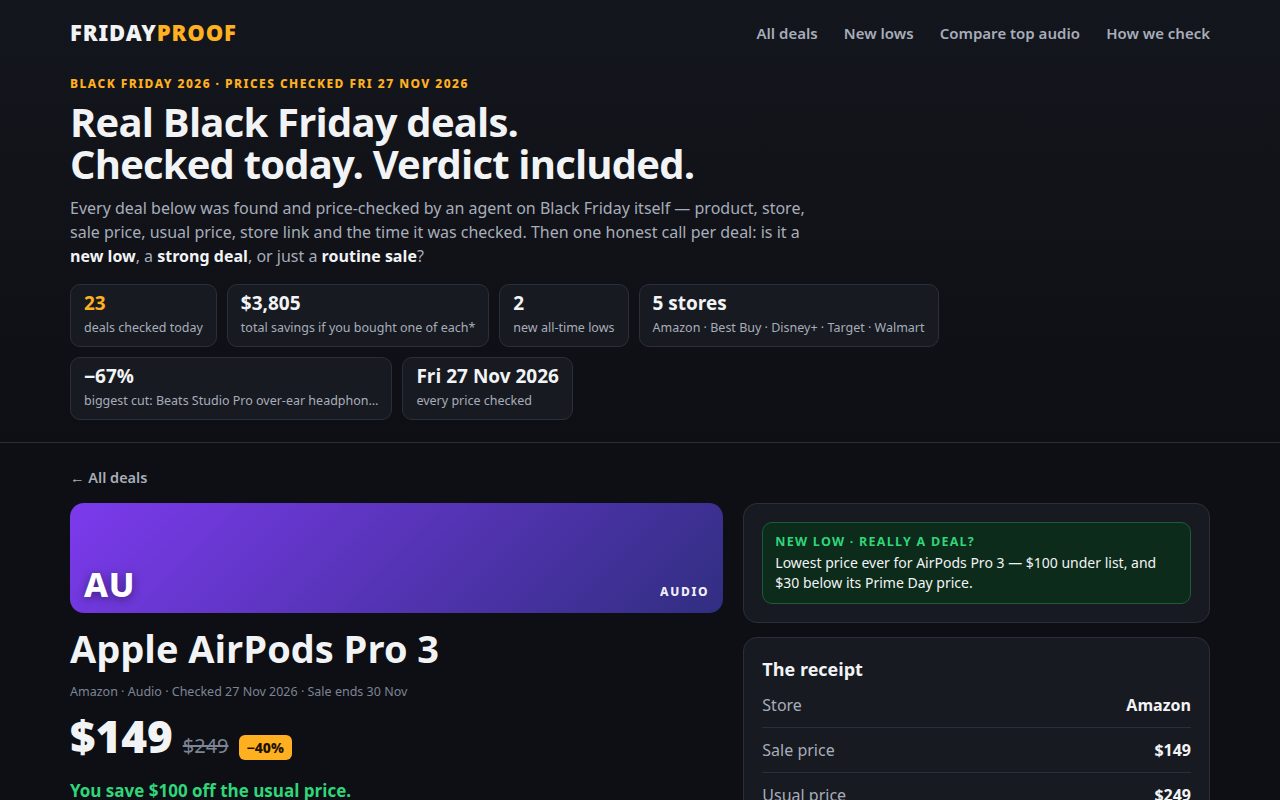 FRIDAYPROOF
All deals New lows Compare top audio How we check
BLACK FRIDAY 2026 · PRICES CHECKED FRI 27 NOV 2026
Real Black Friday deals.
Checked today. Verdict included.
Every deal below was found and price-checked by an agent on Black Friday itself — product, store,
sale price, usual price, store link and the time it was checked. Then one honest call per deal: is it a
new low, a strong deal, or just a routine sale?
23
deals checked today
$3,805
total savings if you bought one of each*
2
new all-time lows
5 stores
Amazon · Best Buy · Disney+ · Target · Walmart
−67%
biggest cut: Beats Studio Pro over-ear headphon…
Fri 27 Nov 2026
every price checked
← All deals
AU
AUDIO
Apple AirPods Pro 3
Amazon · Audio · Checked 27 Nov 2026 · Sale ends 30 Nov
$149 $249 −40%
You save $100 off the usual price.
NEW LOW · REALLY A DEAL?
Lowest price ever for AirPods Pro 3 — $100 under list, and
$30 below its Prime Day price.
The receipt
Store Amazon
Sale price $149
Usual price $249